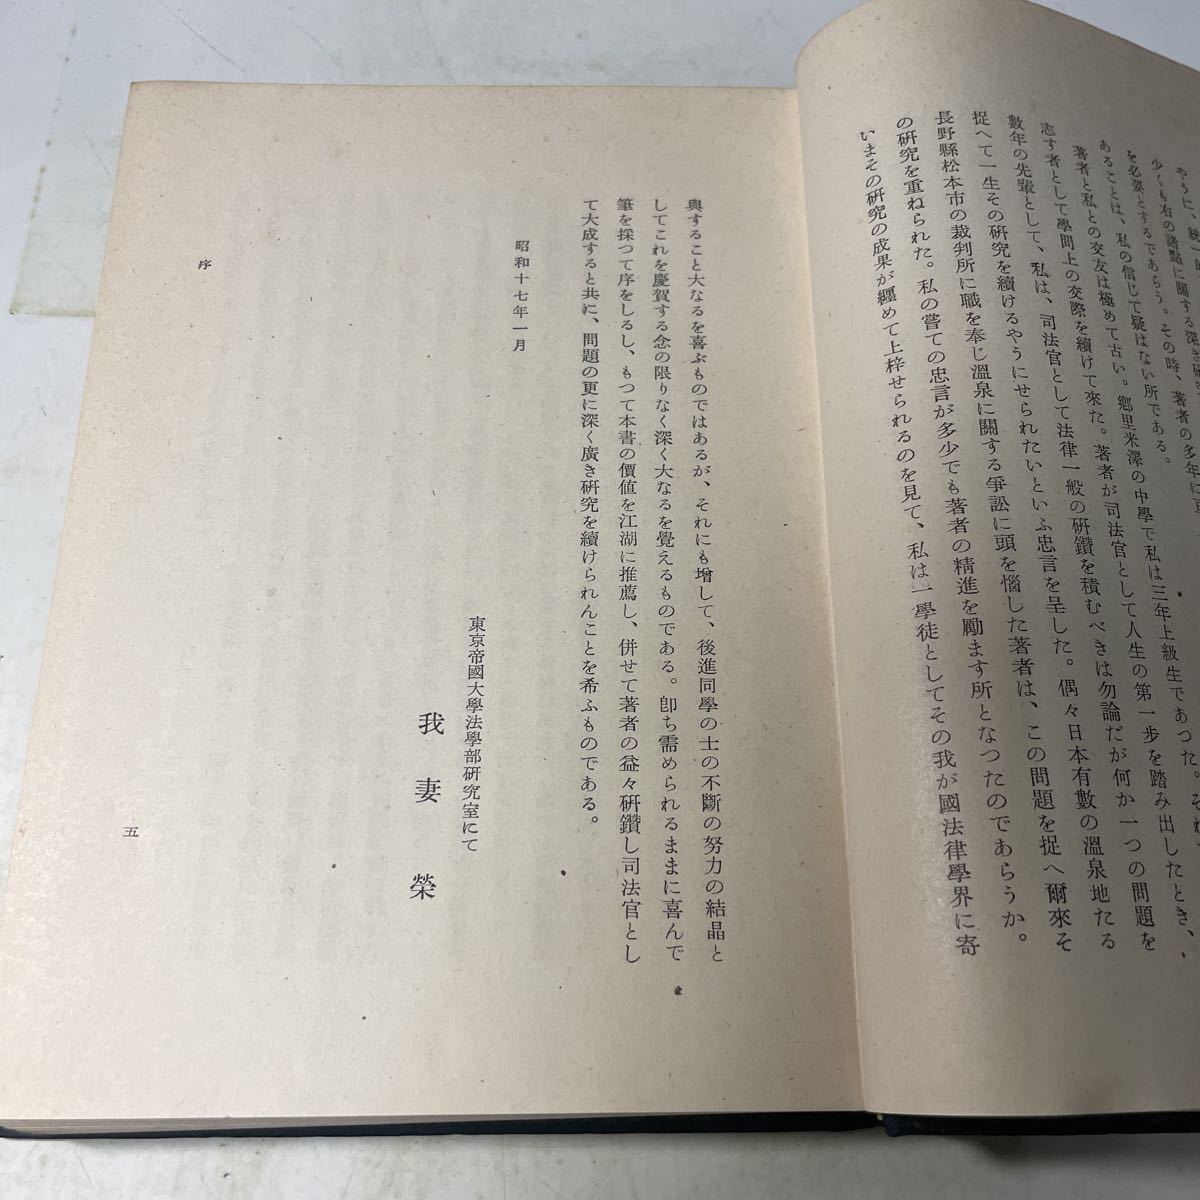 やうに、統一的
少くも右の諸點に關する深き研究
を必要とするであらう。その時、著者の多年に亘
あることは、私の信じて疑はない所である。
著者と私との交友は極めて古い。鄕里米澤の中學で私は三年上級生であつた。それ
志す者として學問上の交際を續けて來た。著者が司法官として人生の第一步を踏み出したとき、
數年の先輩として、私は、司法官として法律一般の硏鑽を積むべきは勿論だが何か一つの問題を
捉へて一生その硏究を續けるやうにせられたいといふ忠言を呈した。偶々日本有數の溫泉地たる
長野縣松本市の裁判所に職を奉じ溫泉に關する爭訟に頭を惱した著者は、この問題を捉へ爾來そ
の硏究を重ねられた。私の嘗ての忠言が多少でも著者の精進を勵ます所となつたのであらうか。
いまその硏究の成果が纒めて上梓せられるのを見て、私は一學徒としてその我が國法律學界に寄
與すること大なるを喜ぶものではあるが、それにも增して、後進同學の士の不斷の努力の結晶と
してこれを慶賀する念の限りなく深く大なるを覺えるものである。卽ち需められるままに喜んで
筆を採つて序をしるし、もつて本書の價値を江湖に推薦し、併せて著者の益々硏鑽し司法官とし
て大成すると共に、問題の更に深く廣き硏究を續けられんことを希ふものである。
昭和十七年一月
東京帝國大學法學部硏究室にて
我妻榮
序
五